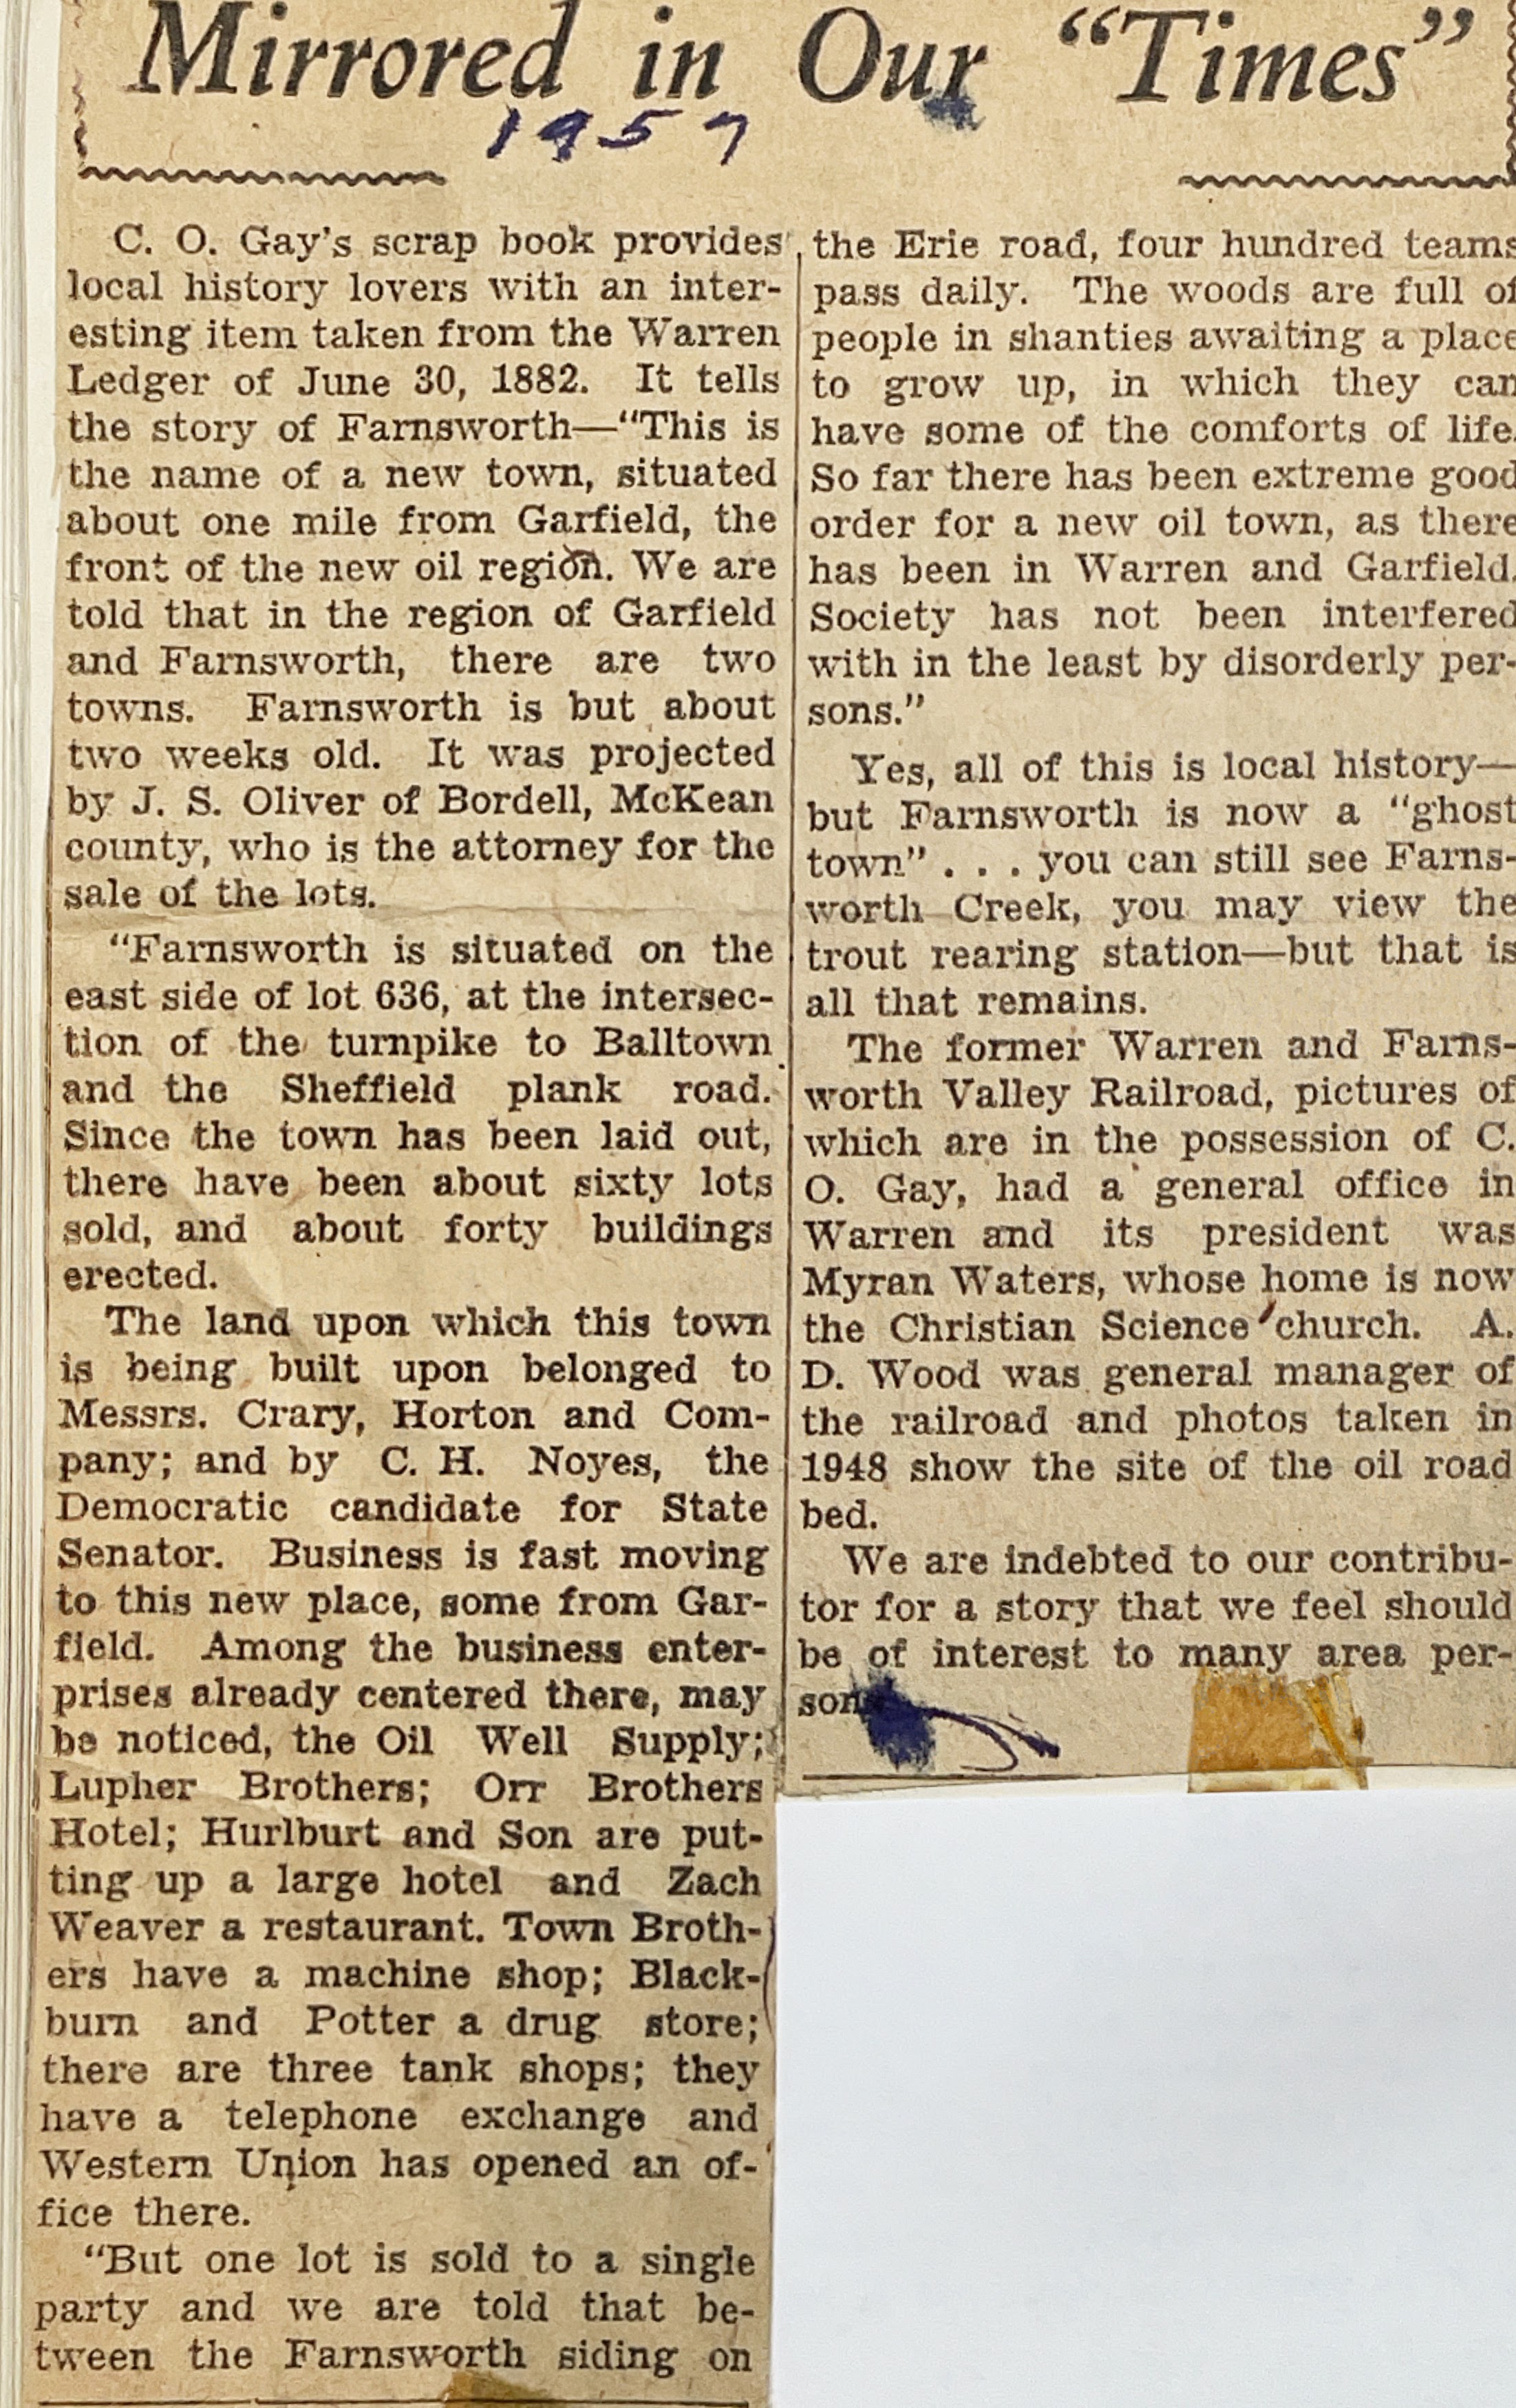 Mirrored in Our “Times”
1957
C. O. Gay's scrap book provides
local history lovers with an inter-
esting item taken from the Warren
Ledger of June 30, 1882. It tells
the story of Farnsworth—“This is
the name of a new town, situated
about one mile from Garfield, the
front of the new oil region. We are
told that in the region of Garfield
and Farnsworth, there are two
towns. Farnsworth is but about
two weeks old. It was projected
by J. S. Oliver of Bordell, McKean
county, who is the attorney for the
sale of the lots.
“Farnsworth is situated on the
east side of lot 636, at the intersec-
tion of the turnpike to Balltown
and the Sheffield plank road.
Since the town has been laid out,
there have been about sixty lots
sold, and about forty buildings
erected.
The land upon which this town
is being built upon belonged to
Messrs. Crary, Horton and Com-
pany; and by C. H. Noyes, the
Democratic candidate for State
Senator. Business is fast moving
to this new place, some from Gar-
field. Among the business enter-
prises already centered there, may
be noticed, the Oil Well Supply;
Lupher Brothers; Orr Brothers
Hotel; Hurlburt and Son are put-
ting up a large hotel and Zach
Weaver a restaurant. Town Broth-
ers have a machine shop; Black-
burn and Potter a drug store;
there are three tank shops; they
have a telephone exchange and
Western Union has opened an of-
fice there.
“But one lot is sold to a single
party and we are told that be-
tween the Farnsworth siding on
the Erie road, four hundred teams
pass daily. The woods are full of
people in shanties awaiting a place
to grow up, in which they can
have some of the comforts of life.
So far there has been extreme good
order for a new oil town, as there
has been in Warren and Garfield.
Society has not been interfered
with in the least by disorderly per-
sons.”
Yes, all of this is local history—
but Farnsworth is now a “ghost
town” . . . you can still see Farns-
worth Creek, you may view the
trout rearing station—but that is
all that remains.
The former Warren and Farns-
worth Valley Railroad, pictures of
which are in the possession of C.
O. Gay, had a general office in
Warren and its president was
Myran Waters, whose home is now
the Christian Science church. A.
D. Wood was general manager of
the railroad and photos taken in
1948 show the site of the oil road
bed.
We are indebted to our contribu-
tor for a story that we feel should
be of interest to many area per-
sons